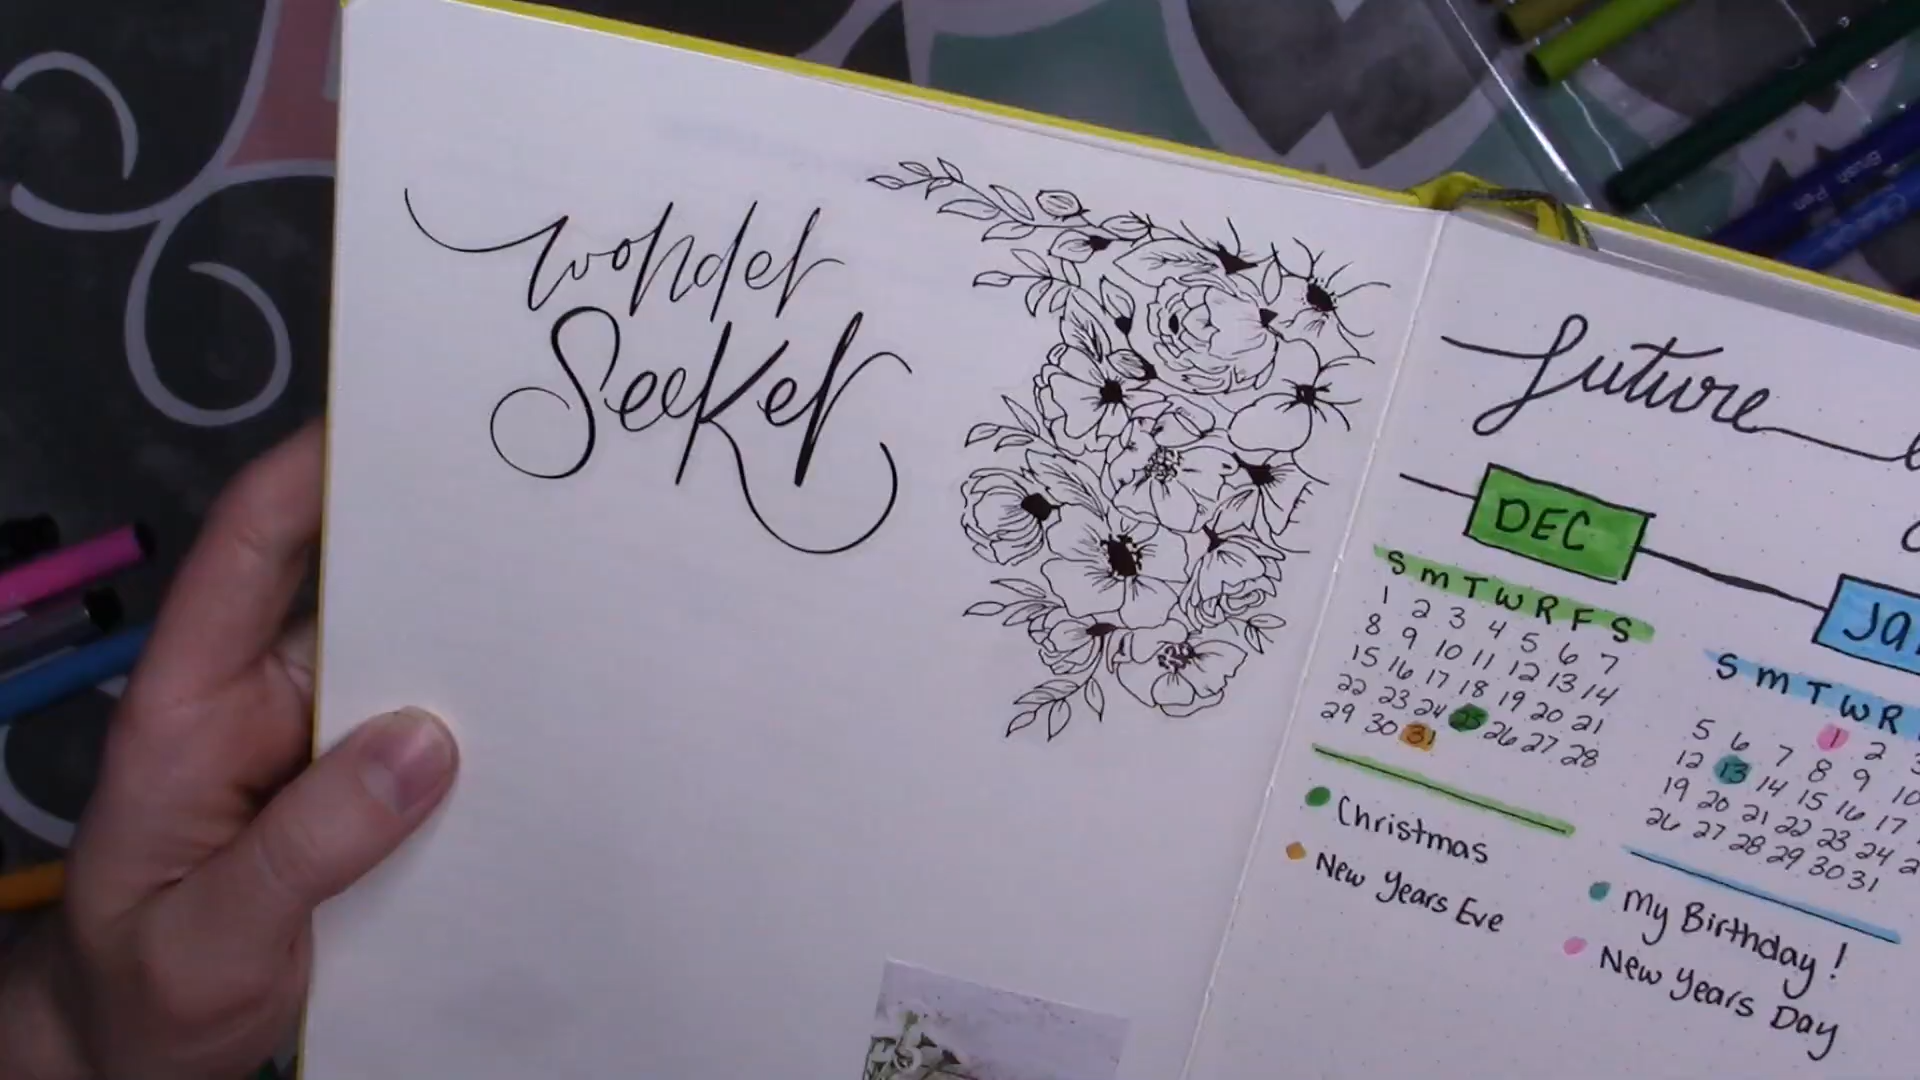 wonder
Seeker
future
DEC
S m T W R F S
1 2 3 4 5 6 7
8 9 10 11 12 13 14
15 16 17 18 19 20 21
22 23 24 25 26 27 28
29 30 31
Christmas
New Years Eve
S m T W R
1 2
5 6 7 8 9 10
12 13 14 15 16 17
19 20 21 22 23 24
26 27 28 29 30 31
My Birthday!
New Years Day
Brush Pen